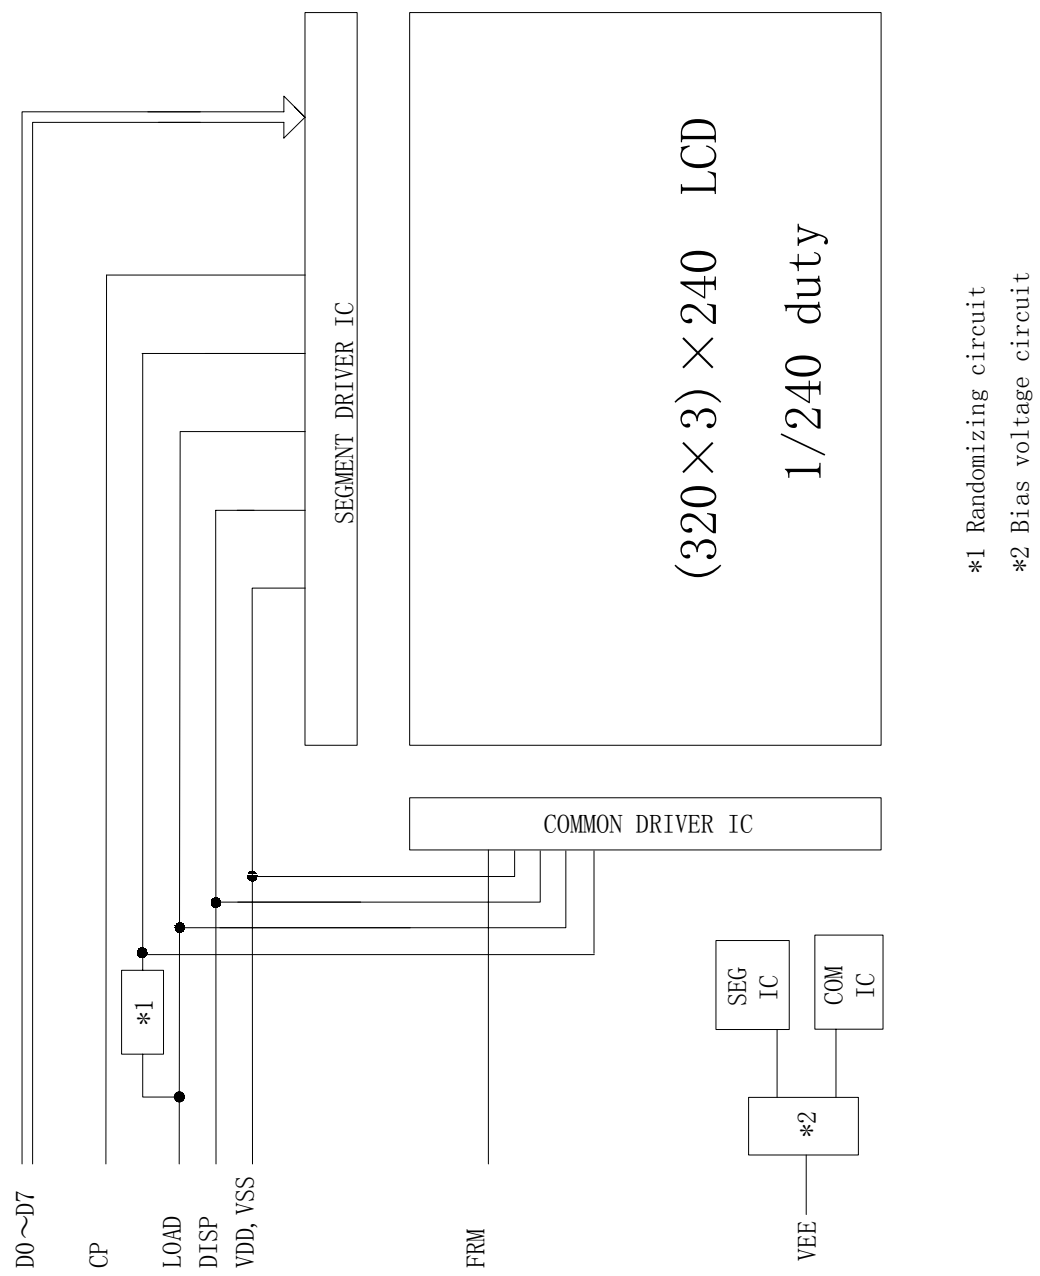 D0～D7
CP
LOAD
DISP
VDD, VSS
FRM
VEE
*1
*2
SEGMENT DRIVER IC
COMMON DRIVER IC
SEG
IC
COM
IC
(320×3)×240 LCD
1/240 duty
*1 Randomizing circuit
*2 Bias voltage circuit